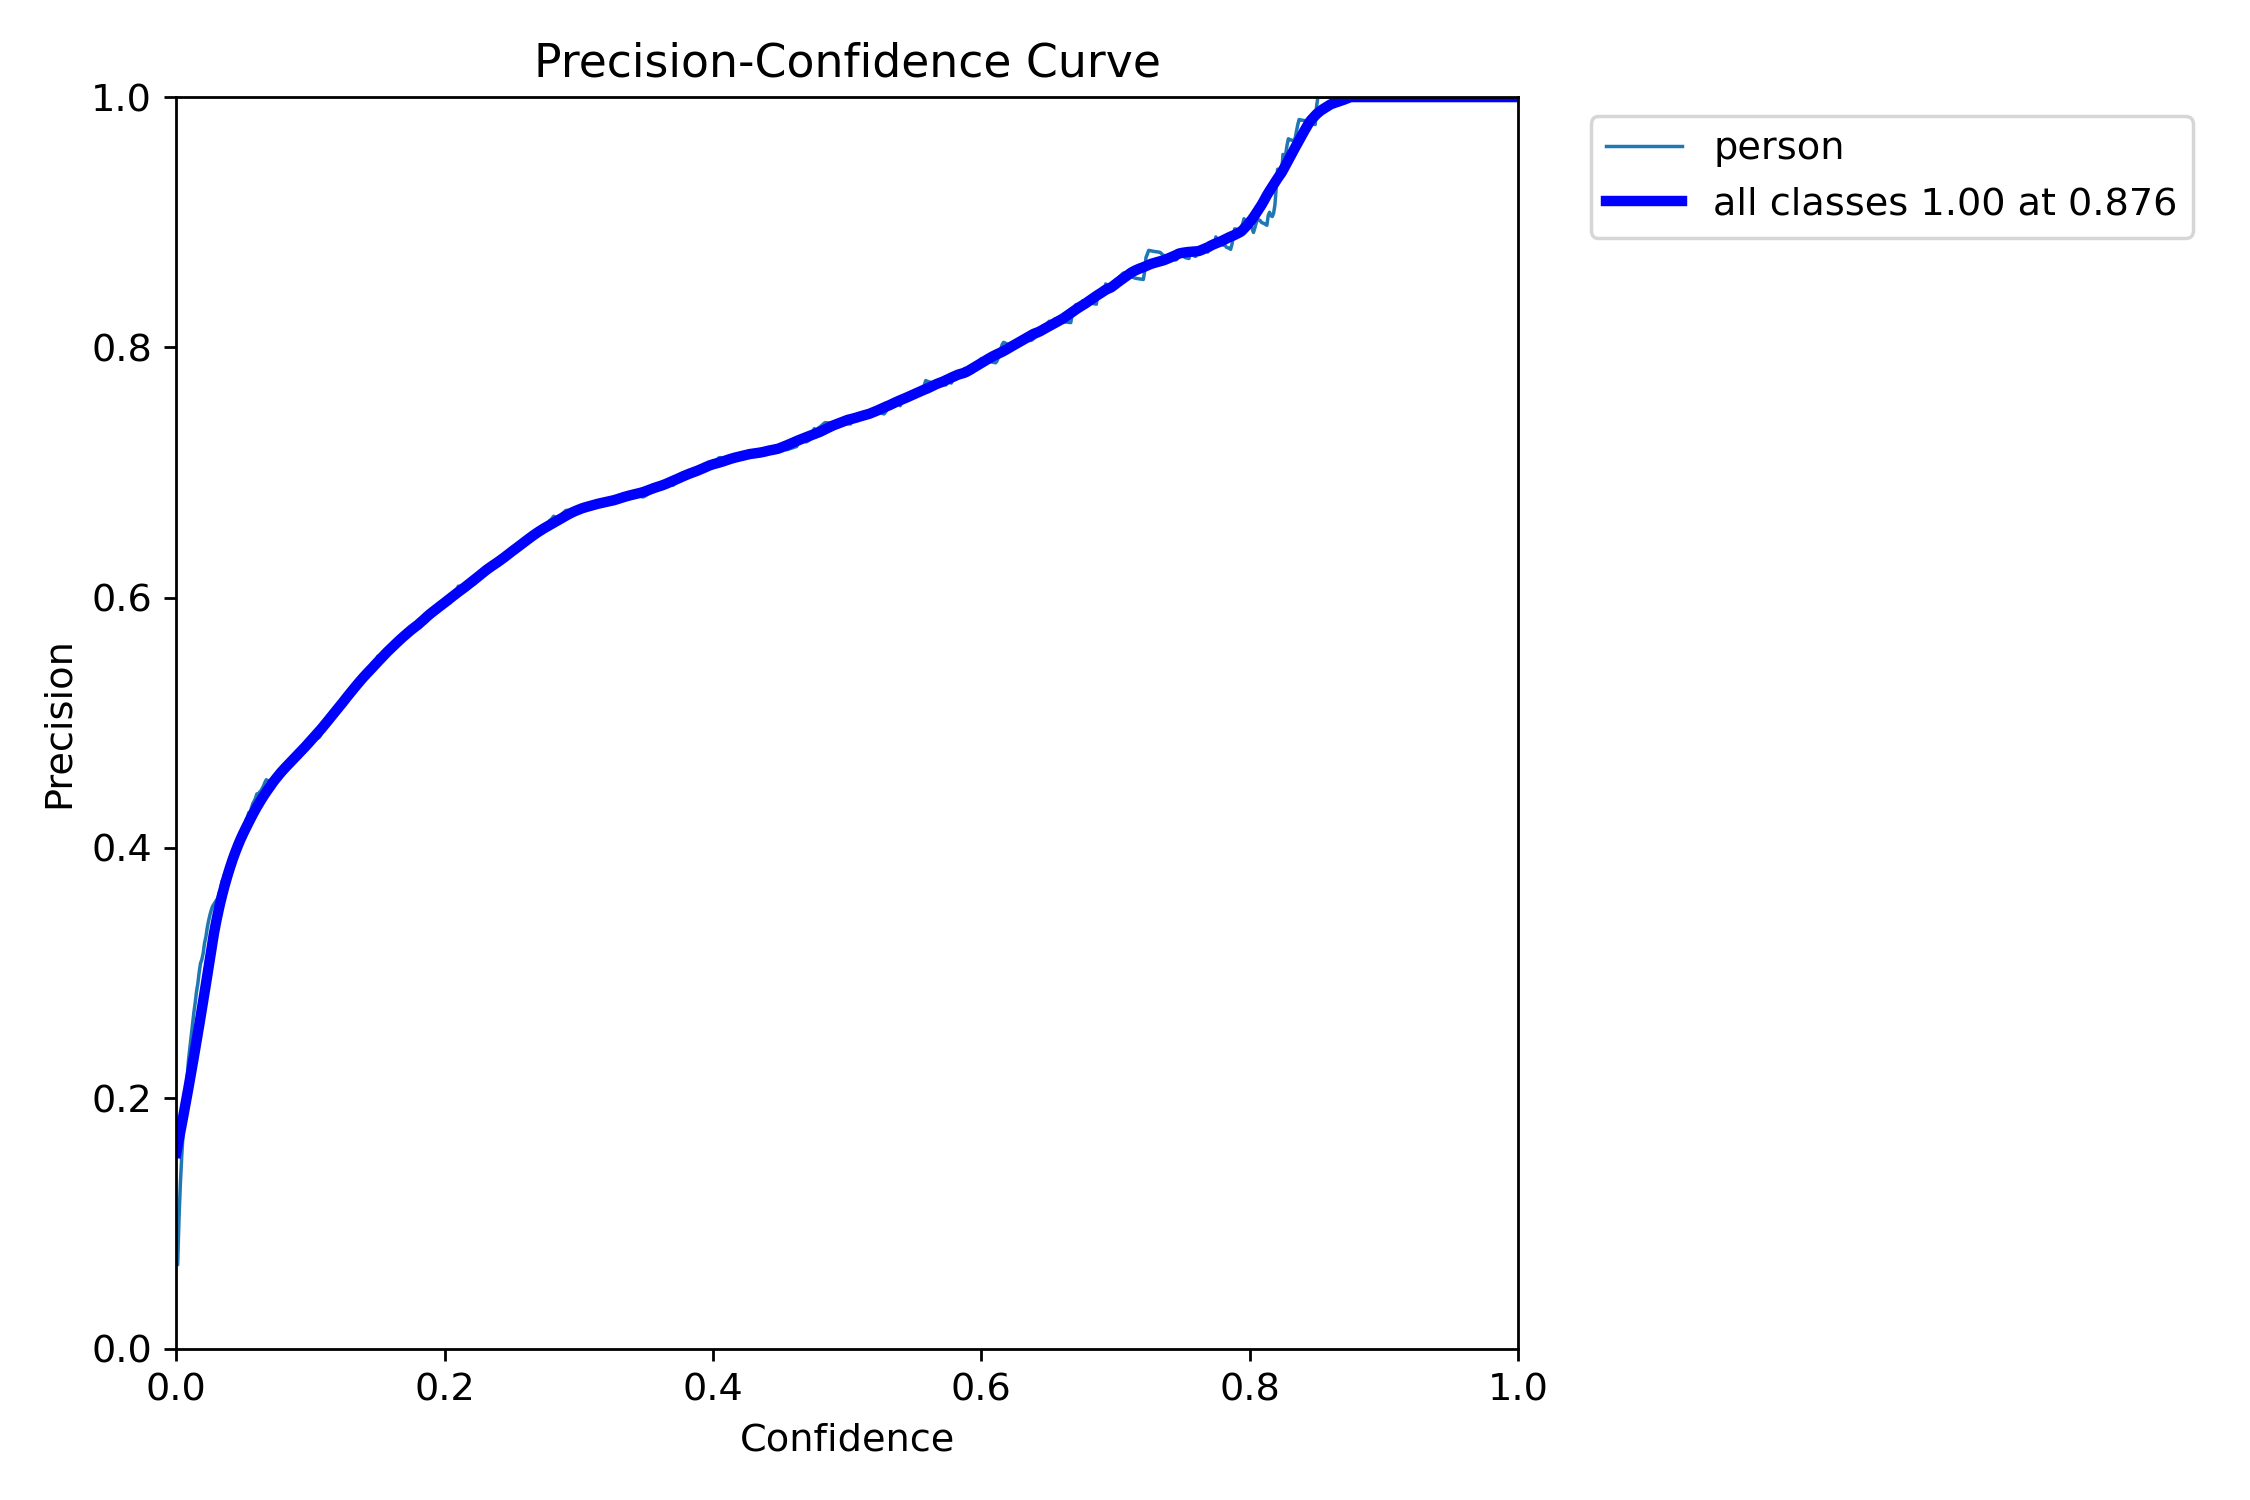 Precision-Confidence Curve
1.0
0.8
0.6
0.4
0.2
0.0
Precision
0.0 0.2 0.4 0.6 0.8 1.0
Confidence
person
all classes 1.00 at 0.876